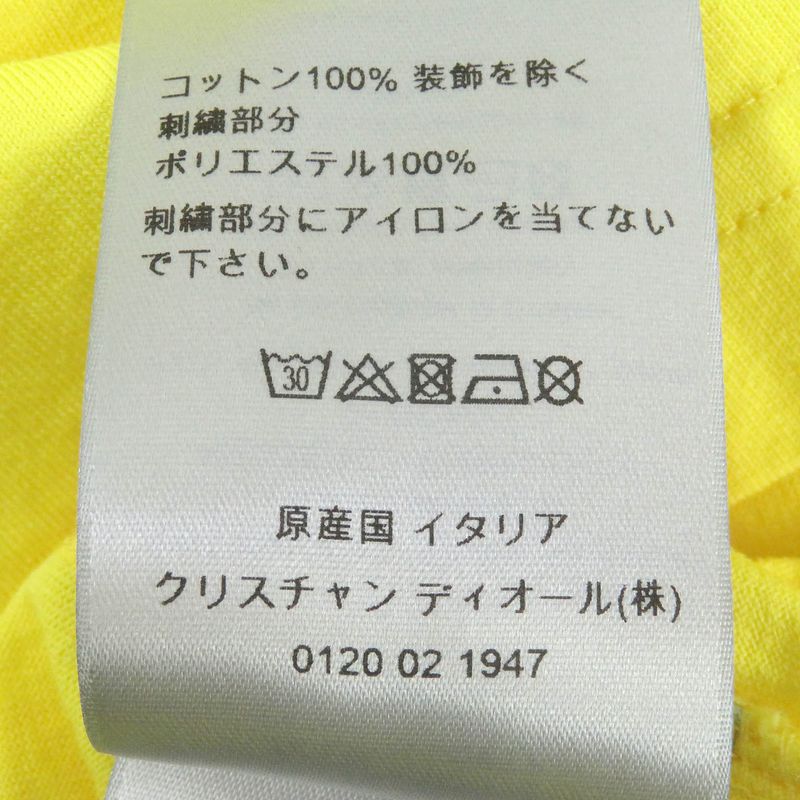 コットン100% 装飾を除く
刺繍部分
ポリエステル100%
刺繍部分にアイロンを当てない
で下さい。
30
原産国 イタリア
クリスチャン ディオール(株)
0120 02 1947